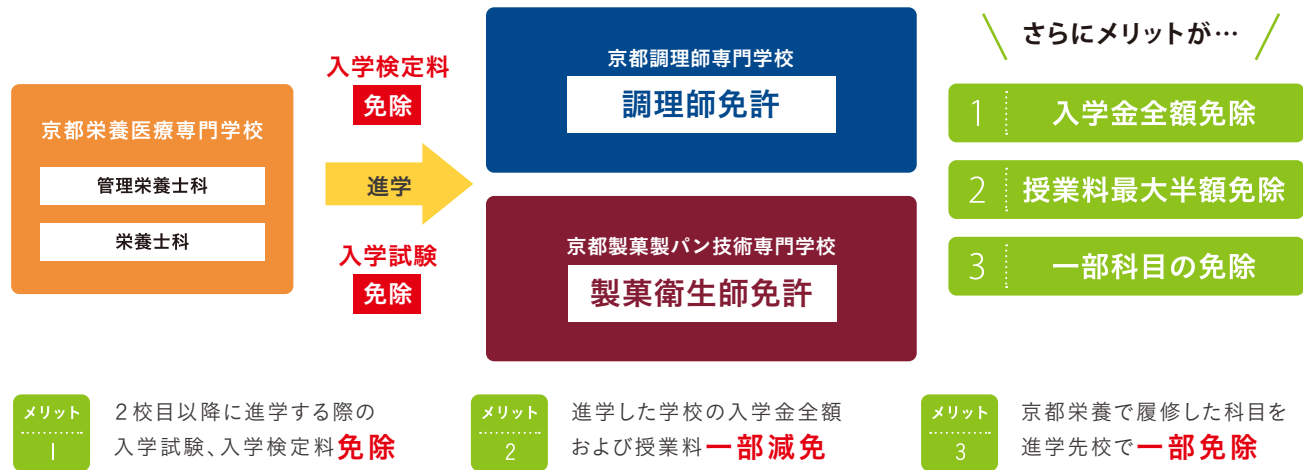 京都栄養医療専門学校
管理栄養士科
栄養士科
入学検定料
免除
進学
入学試験
免除
京都調理師専門学校
調理師免許
京都製菓製パン技術専門学校
製菓衛生師免許
さらにメリットが…
1 入学金全額免除
2 授業料最大半額免除
3 一部科目の免除
メリット
1
2校目以降に進学する際の
入学試験、入学検定料免除
メリット
2
進学した学校の入学金全額
および授業料一部減免
メリット
3
京都栄養で履修した科目を
進学先校で一部免除